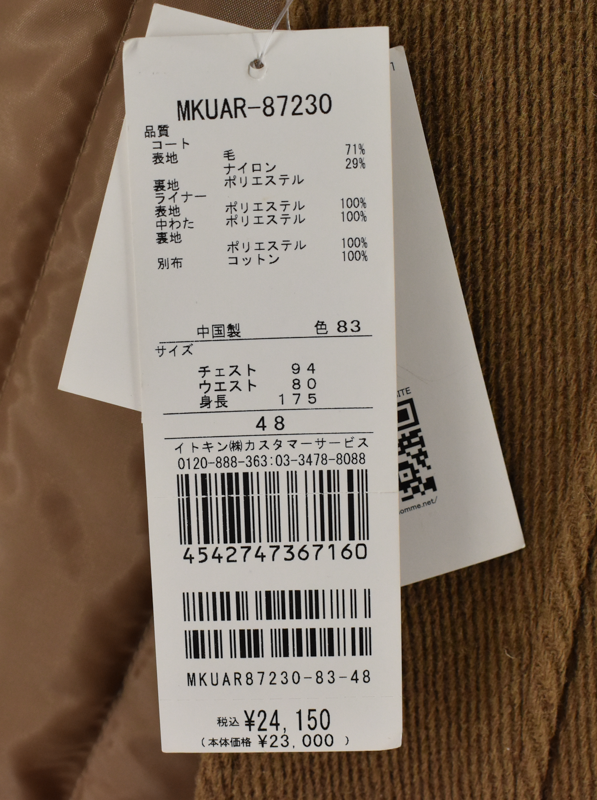 MKUAR-87230
品質
コート
表地 毛 71%
ナイロン 29%
裏地 ポリエステル
ライナー
表地 ポリエステル 100%
中わた ポリエステル 100%
裏地
ポリエステル 100%
別布 コットン 100%
中国製 色 83
サイズ
チェスト 94
ウエスト 80
身長 175
48
イトキン㈱カスタマーサービス
0120-888-363:03-3478-8088
4542747367160
MKUAR87230-83-48
税込 ¥24,150
(本体価格 ¥23,000 )
ITE
omme.net/